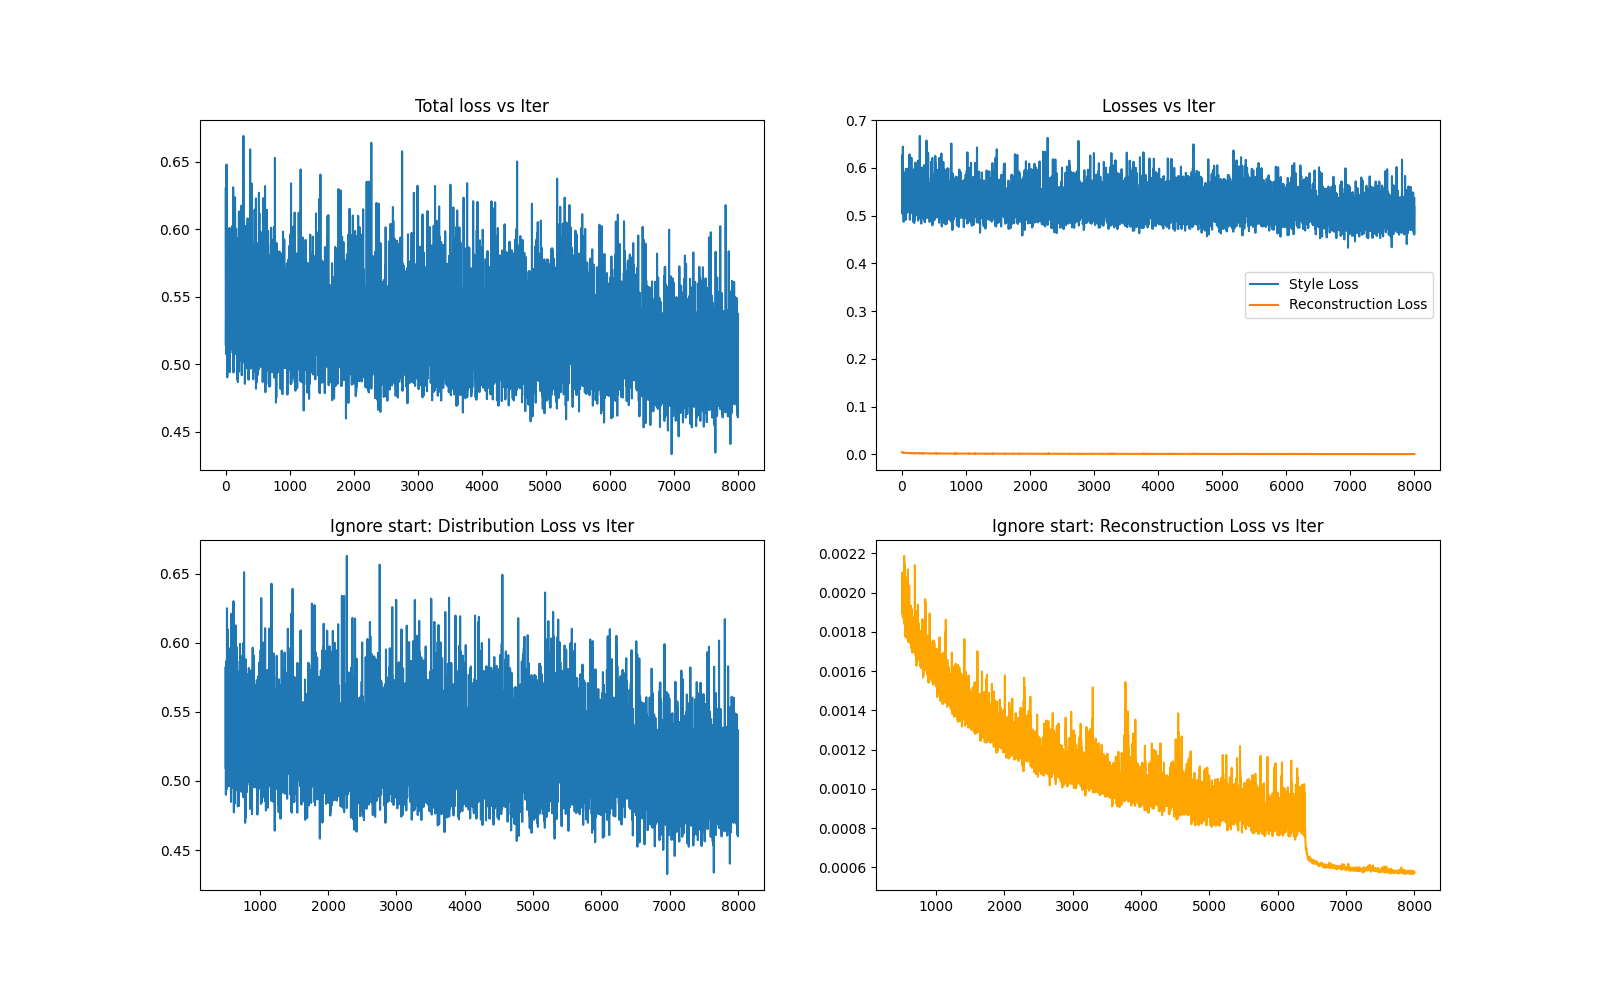 Total loss vs Iter
0.65
0.60
0.55
0.50
0.45
0 1000 2000 3000 4000 5000 6000 7000 8000
Losses vs Iter
0.7
0.6
0.5
0.4
0.3
0.2
0.1
0.0
Style Loss
Reconstruction Loss
0 1000 2000 3000 4000 5000 6000 7000 8000
Ignore start: Distribution Loss vs Iter
0.65
0.60
0.55
0.50
0.45
1000 2000 3000 4000 5000 6000 7000 8000
Ignore start: Reconstruction Loss vs Iter
0.0022
0.0020
0.0018
0.0016
0.0014
0.0012
0.0010
0.0008
0.0006
1000 2000 3000 4000 5000 6000 7000 8000